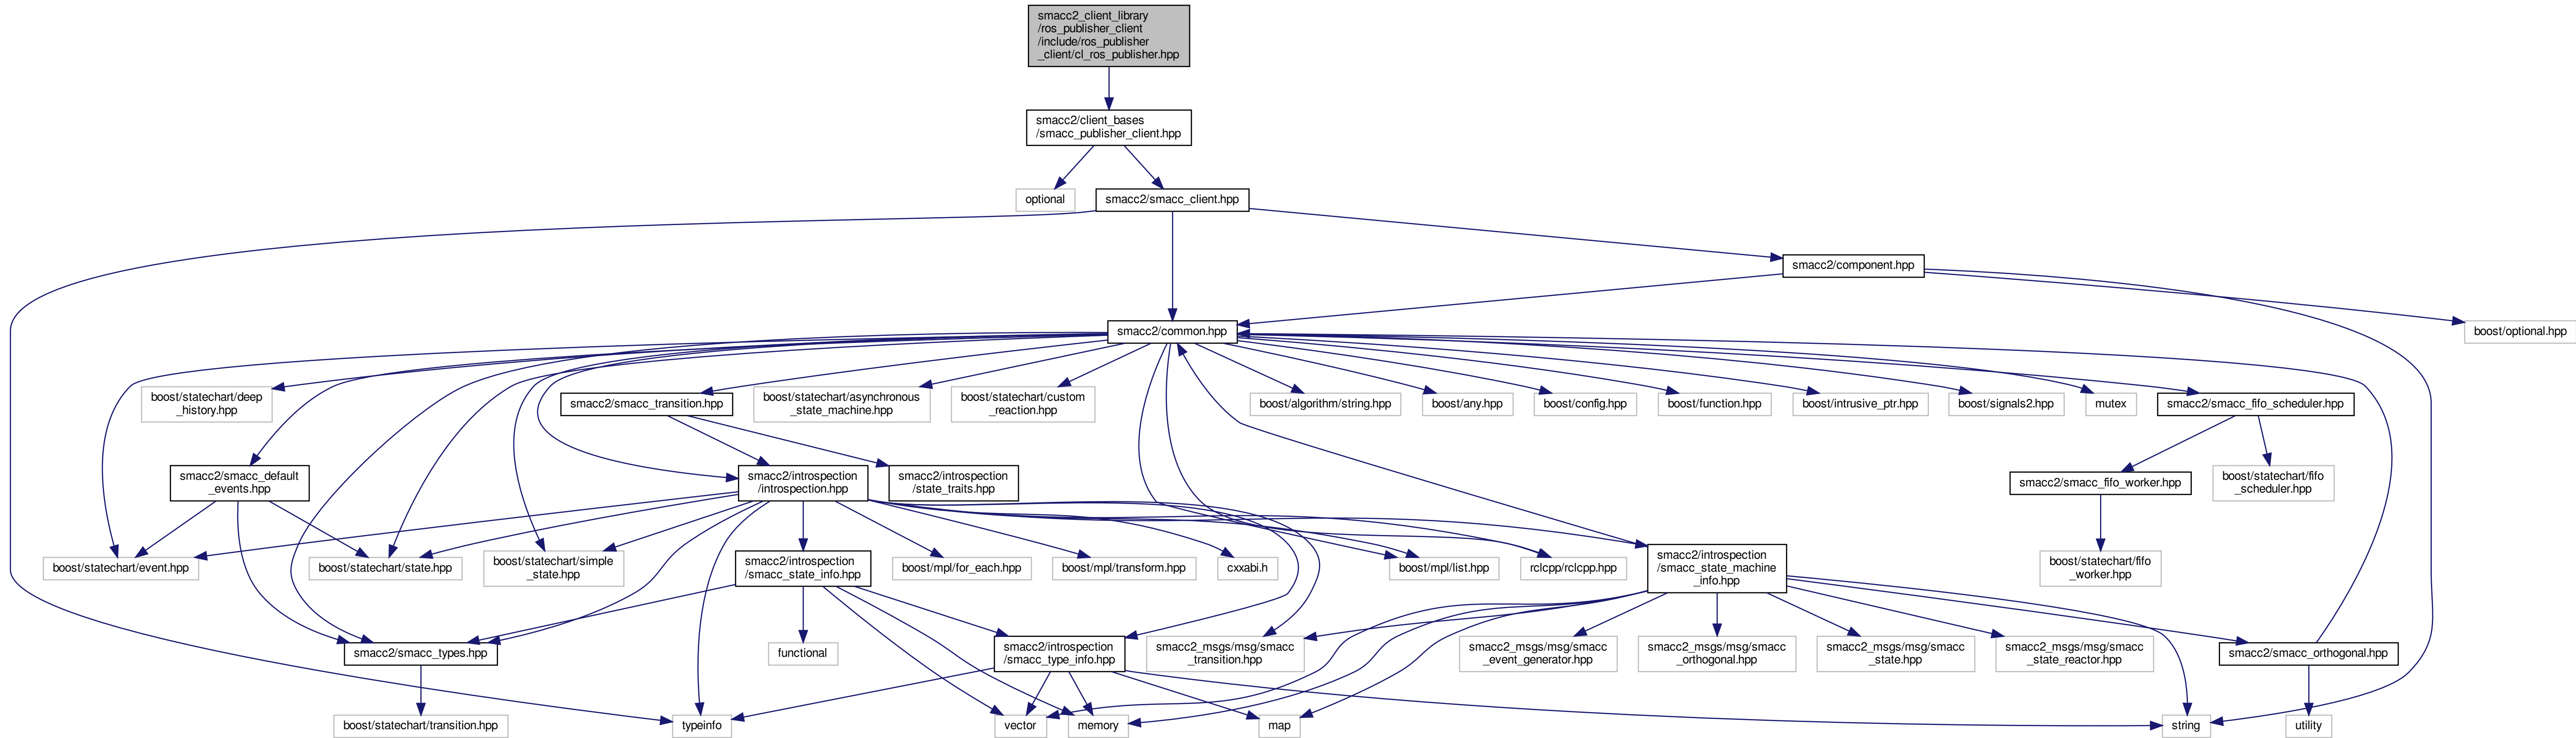 smacc2_client_library
/ros_publisher_client
/include/ros_publisher
_client/cl_ros_publisher.hpp
smacc2/client_bases
/smacc_publisher_client.hpp
optional
smacc2/smacc_client.hpp
smacc2/component.hpp
smacc2/common.hpp
boost/optional.hpp
boost/statechart/deep
_history.hpp
smacc2/smacc_transition.hpp
boost/statechart/asynchronous
_state_machine.hpp
boost/statechart/custom
_reaction.hpp
boost/algorithm/string.hpp
boost/any.hpp
boost/config.hpp
boost/function.hpp
boost/intrusive_ptr.hpp
boost/signals2.hpp
mutex
smacc2/smacc_fifo_scheduler.hpp
smacc2/smacc_default
_events.hpp
smacc2/introspection
/introspection.hpp
smacc2/introspection
/state_traits.hpp
smacc2/smacc_fifo_worker.hpp
boost/statechart/fifo
_scheduler.hpp
boost/statechart/event.hpp
boost/statechart/state.hpp
boost/statechart/simple
_state.hpp
smacc2/introspection
/smacc_state_info.hpp
boost/mpl/for_each.hpp
boost/mpl/transform.hpp
cxxabi.h
boost/mpl/list.hpp
rclcpp/rclcpp.hpp
smacc2/introspection
/smacc_state_machine
_info.hpp
boost/statechart/fifo
_worker.hpp
smacc2/smacc_types.hpp
functional
smacc2/introspection
/smacc_type_info.hpp
smacc2_msgs/msg/smacc
_transition.hpp
smacc2_msgs/msg/smacc
_event_generator.hpp
smacc2_msgs/msg/smacc
_orthogonal.hpp
smacc2_msgs/msg/smacc
_state.hpp
smacc2_msgs/msg/smacc
_state_reactor.hpp
smacc2/smacc_orthogonal.hpp
boost/statechart/transition.hpp
typeinfo
vector
memory
map
string
utility